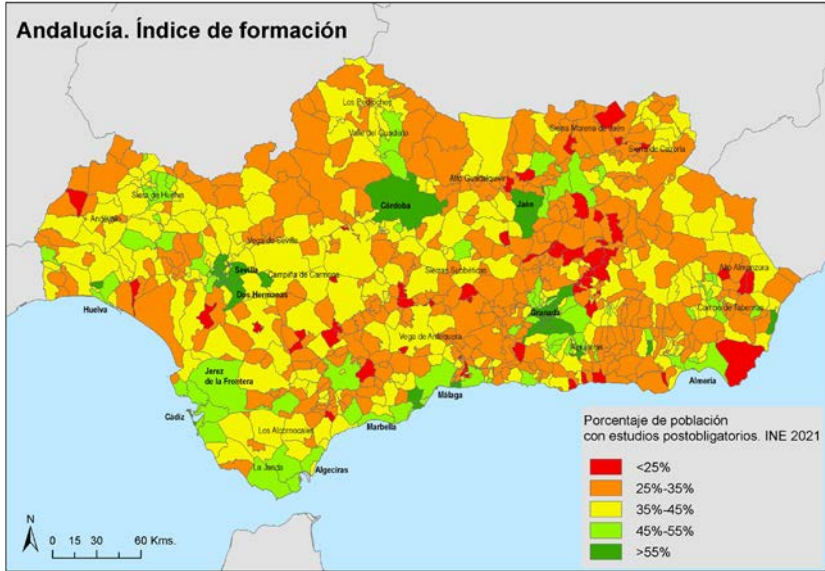 Andalucía. Índice de formación
Los Pedroches
Valle del Guadiato
Sierra Morena de Jaén
Sierra de Cazorla
Alto Guadalquivir
Sierra de Huelva
Córdoba
Jaén
Andévalo
Vega de Sevilla
Sevilla
Campiña de Carmona
Sierras Subbéticas
Alto Almanzora
Dos Hermanas
Huelva
Granada
Campo de Tabernas
Vega de Antequera
Alpujarras
Jerez
de la Frontera
Almería
Málaga
Cádiz
Marbella
Los Alcornocales
La Janda
Algeciras
Porcentaje de población
con estudios postobligatorios. INE 2021
<25%
25%-35%
35%-45%
45%-55%
>55%
N
0 15 30 60 Kms.